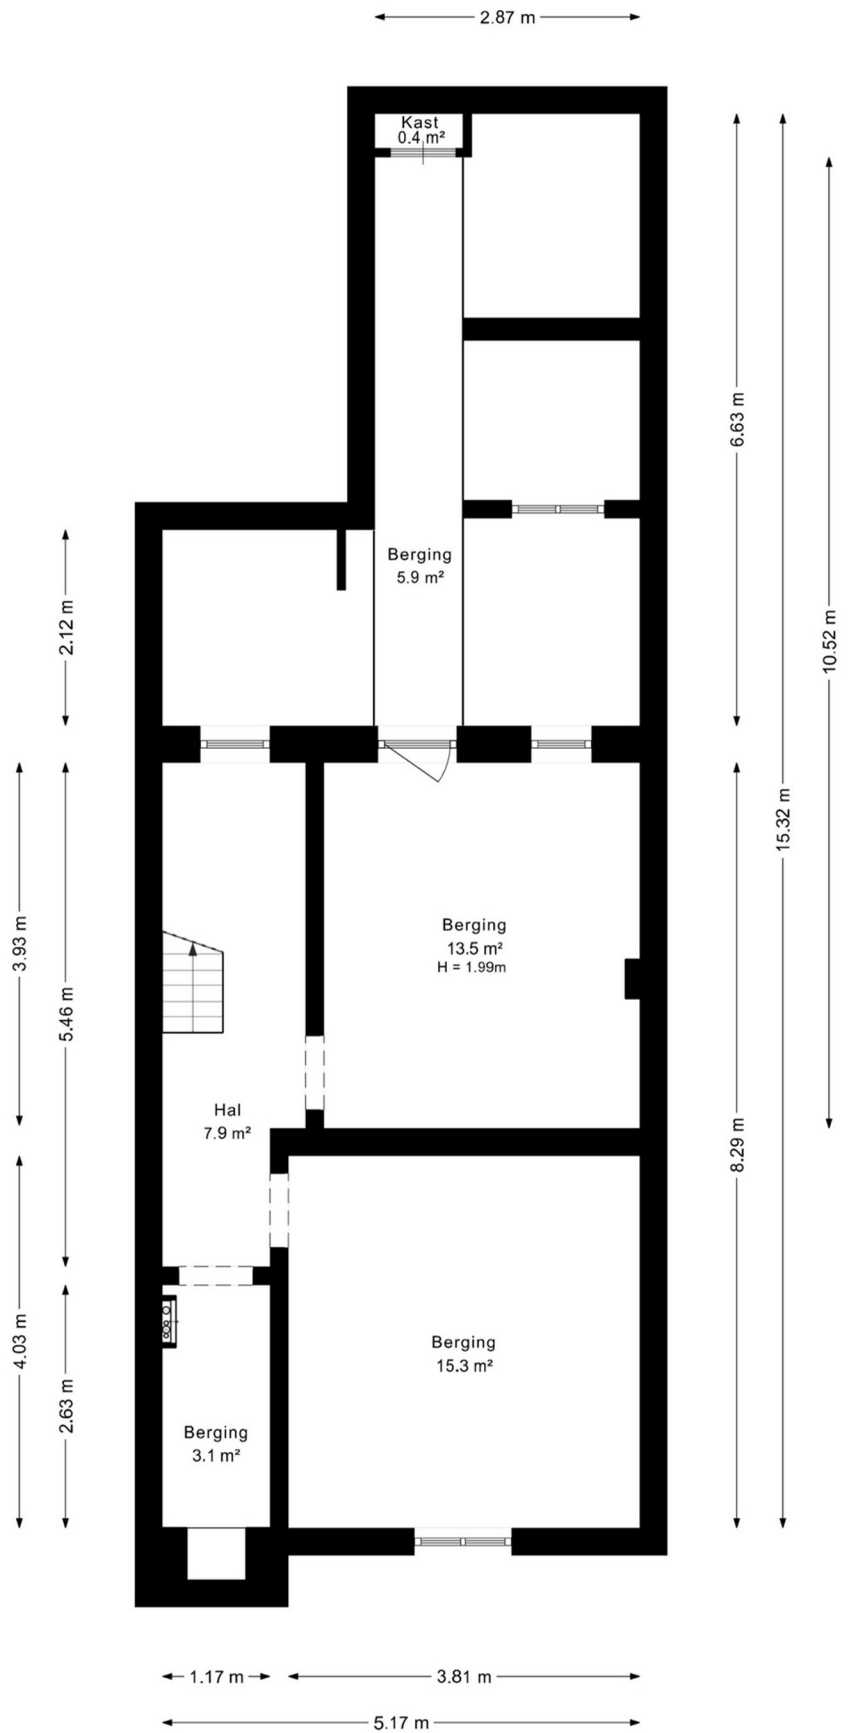 2.87 m
Kast
0.4 m²
6.63 m
Berging
5.9 m²
2.12 m
10.52 m
15.32 m
3.93 m
5.46 m
Berging
13.5 m²
H = 1.99m
Hal
7.9 m²
8.29 m
4.03 m
2.63 m
Berging
15.3 m²
Berging
3.1 m²
1.17 m
3.81 m
5.17 m